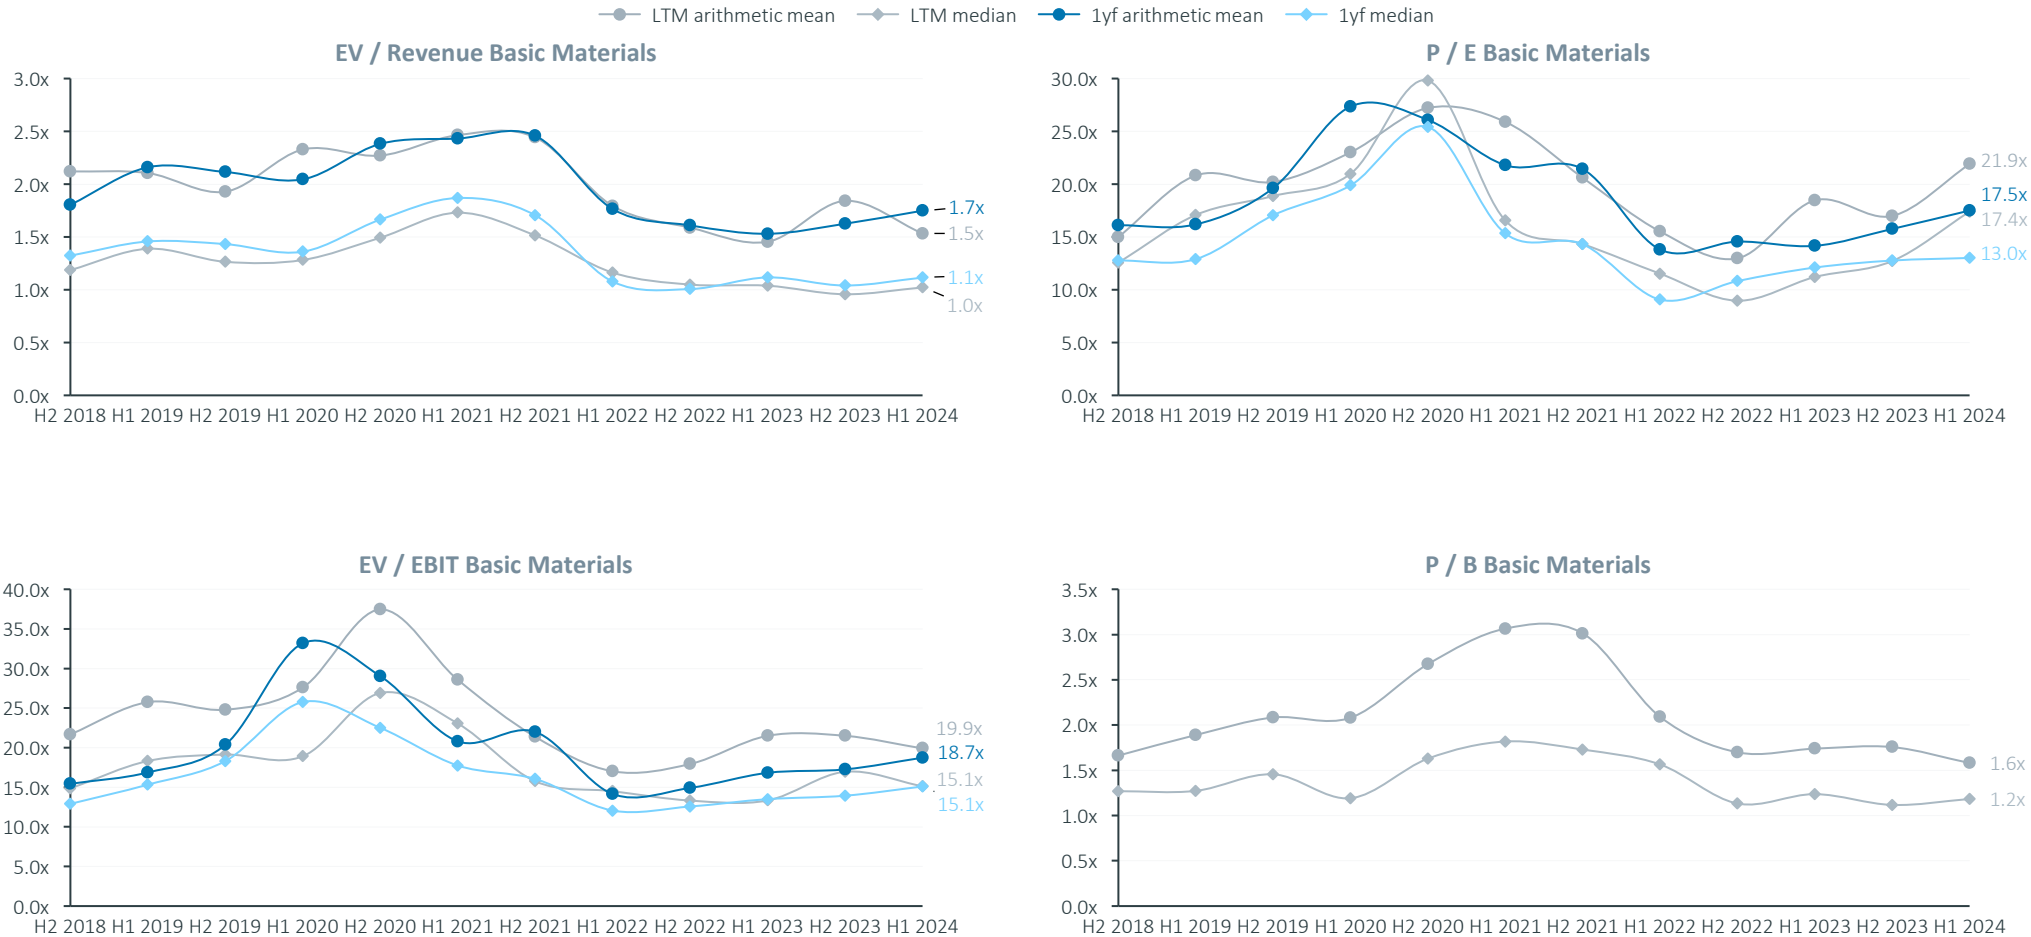 LTM arithmetic mean LTM median 1yf arithmetic mean 1yf median
EV / Revenue Basic Materials
3.0x
2.5x
2.0x
1.5x
1.0x
0.5x
0.0x
1.7x
1.5x
1.1x
1.0x
H2 2018 H1 2019 H2 2019 H1 2020 H2 2020 H1 2021 H2 2021 H1 2022 H2 2022 H1 2023 H2 2023 H1 2024
P / E Basic Materials
30.0x
25.0x
20.0x
15.0x
10.0x
5.0x
0.0x
21.9x
17.5x
17.4x
13.0x
H2 2018 H1 2019 H2 2019 H1 2020 H2 2020 H1 2021 H2 2021 H1 2022 H2 2022 H1 2023 H2 2023 H1 2024
EV / EBIT Basic Materials
40.0x
35.0x
30.0x
25.0x
20.0x
15.0x
10.0x
5.0x
0.0x
19.9x
18.7x
15.1x
15.1x
H2 2018 H1 2019 H2 2019 H1 2020 H2 2020 H1 2021 H2 2021 H1 2022 H2 2022 H1 2023 H2 2023 H1 2024
P / B Basic Materials
3.5x
3.0x
2.5x
2.0x
1.5x
1.0x
0.5x
0.0x
1.6x
1.2x
H2 2018 H1 2019 H2 2019 H1 2020 H2 2020 H1 2021 H2 2021 H1 2022 H2 2022 H1 2023 H2 2023 H1 2024